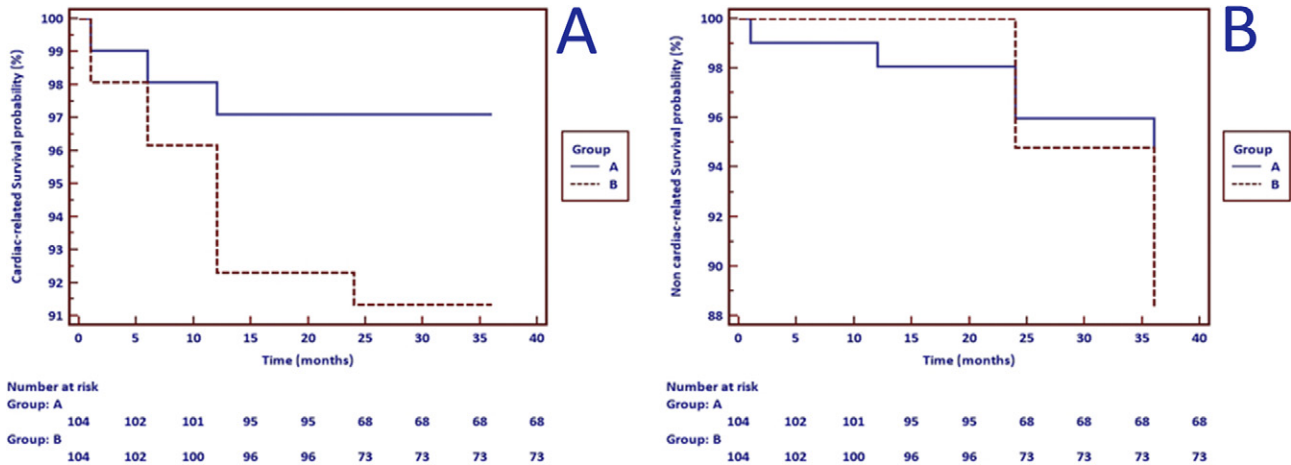 A
Cardiac-related Survival probability (%)
100
99
98
97
96
95
94
93
92
91
0 5 10 15 20 25 30 35 40
Time (months)
Group
A
B
Number at risk
Group: A
104 102 101 95 95 68 68 68 68
Group: B
104 102 100 96 96 73 73 73 73
B
Non cardiac-related Survival probability (%)
100
98
96
94
92
90
88
0 5 10 15 20 25 30 35 40
Time (months)
Group
A
B
Number at risk
Group: A
104 102 101 95 95 68 68 68 68
Group: B
104 102 100 96 96 73 73 73 73